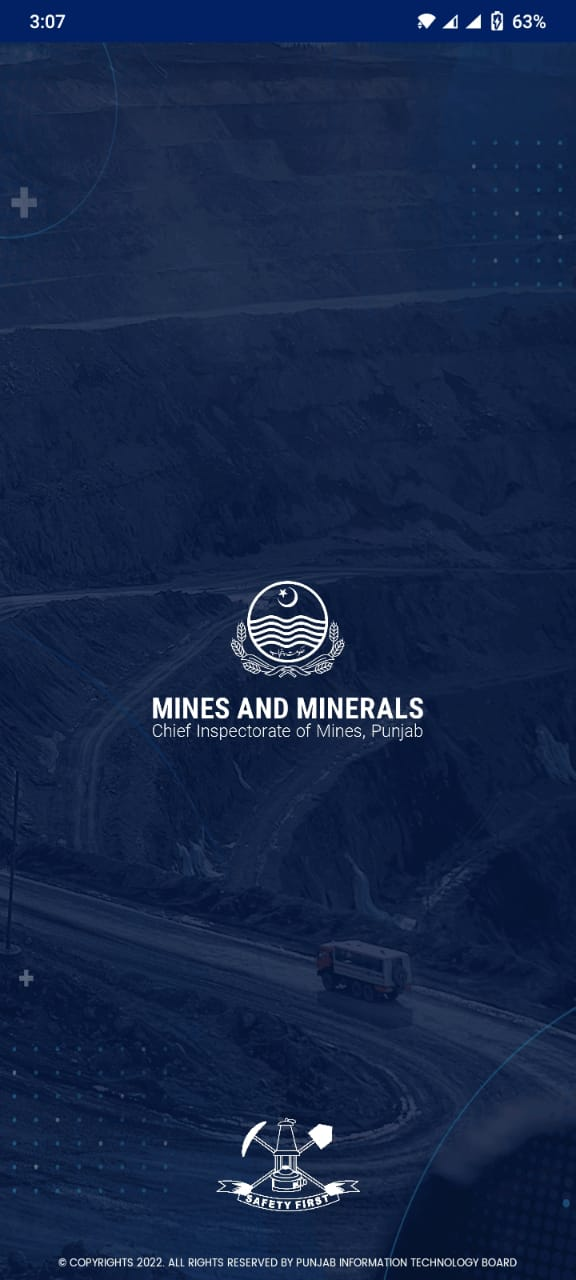 3:07
63%
MINES AND MINERALS
Chief Inspectorate of Mines, Punjab
SAFETY FIRST
© COPYRIGHTS 2022. ALL RIGHTS RESERVED BY PUNJAB INFORMATION TECHNOLOGY BOARD